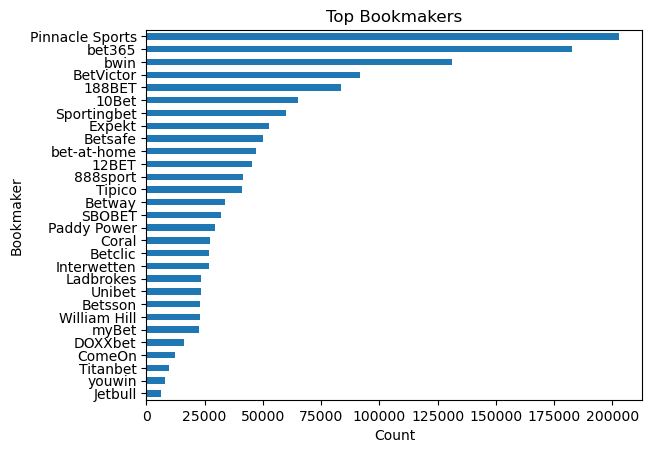 Top Bookmakers
Bookmaker
Pinnacle Sports
bet365
bwin
BetVictor
188BET
10Bet
Sportingbet
Expekt
Betsafe
bet-at-home
12BET
888sport
Tipico
Betway
SBOBET
Paddy Power
Coral
Betclic
Interwetten
Ladbrokes
Unibet
Betsson
William Hill
myBet
DOXXbet
ComeOn
Titanbet
youwin
Jetbull
0 25000 50000 75000 100000 125000 150000 175000 200000
Count